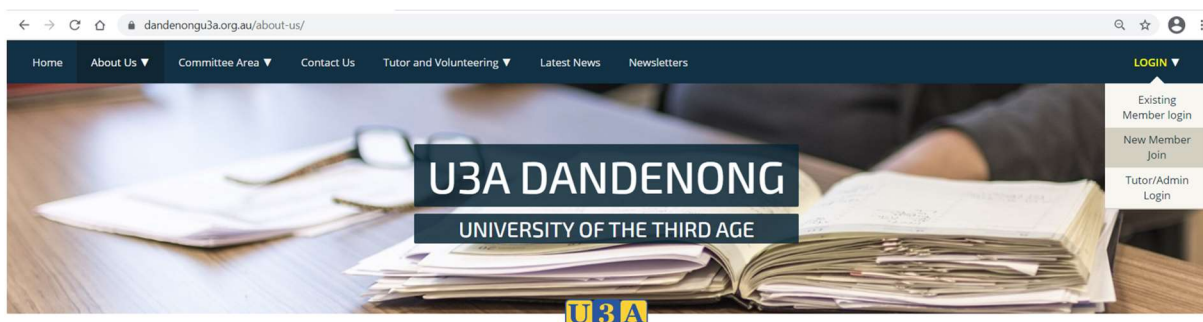 dandenongu3a.org.au/about-us/
Home About Us ▼ Committee Area ▼ Contact Us Tutor and Volunteering ▼ Latest News Newsletters LOGIN ▼
Existing
Member login
New Member
Join
Tutor/Admin
Login
U3A DANDENONG
UNIVERSITY OF THE THIRD AGE
U3A